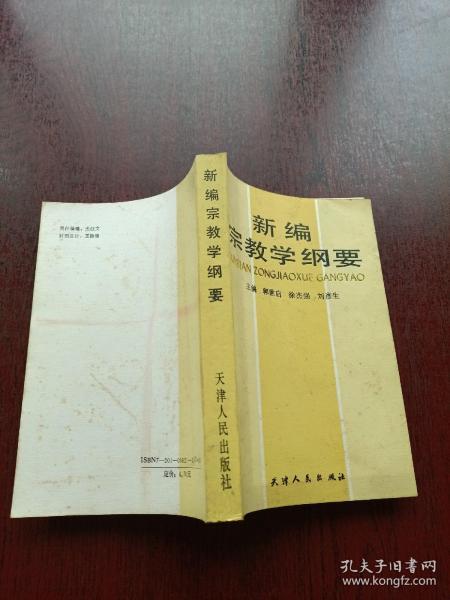 新编
宗教学纲要
XINBIAN ZONGJIAOXUE GANGYAO
主编
天津人民出版社
新编宗教学纲要
天津人民出版社
定价:
孔夫子旧书网
www.kongfz.com